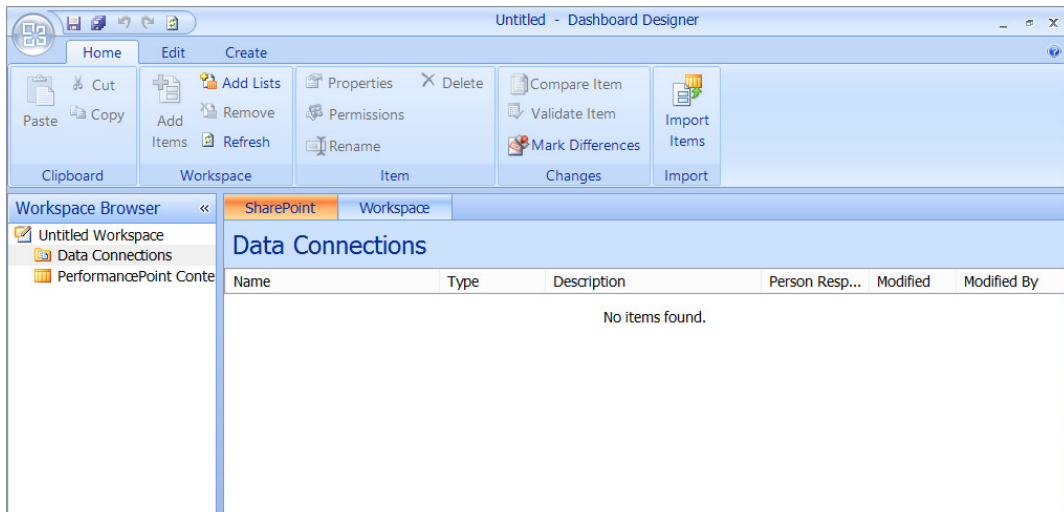 Untitled - Dashboard Designer
Home Edit Create
Paste Cut Copy
Clipboard
Add Items Add Lists Remove Refresh
Workspace
Properties Permissions Rename Delete
Item
Compare Item Validate Item Mark Differences
Changes
Import Items
Import
Workspace Browser «
Untitled Workspace
Data Connections
PerformancePoint Conte
SharePoint Workspace
Data Connections
Name Type Description Person Resp... Modified Modified By
No items found.